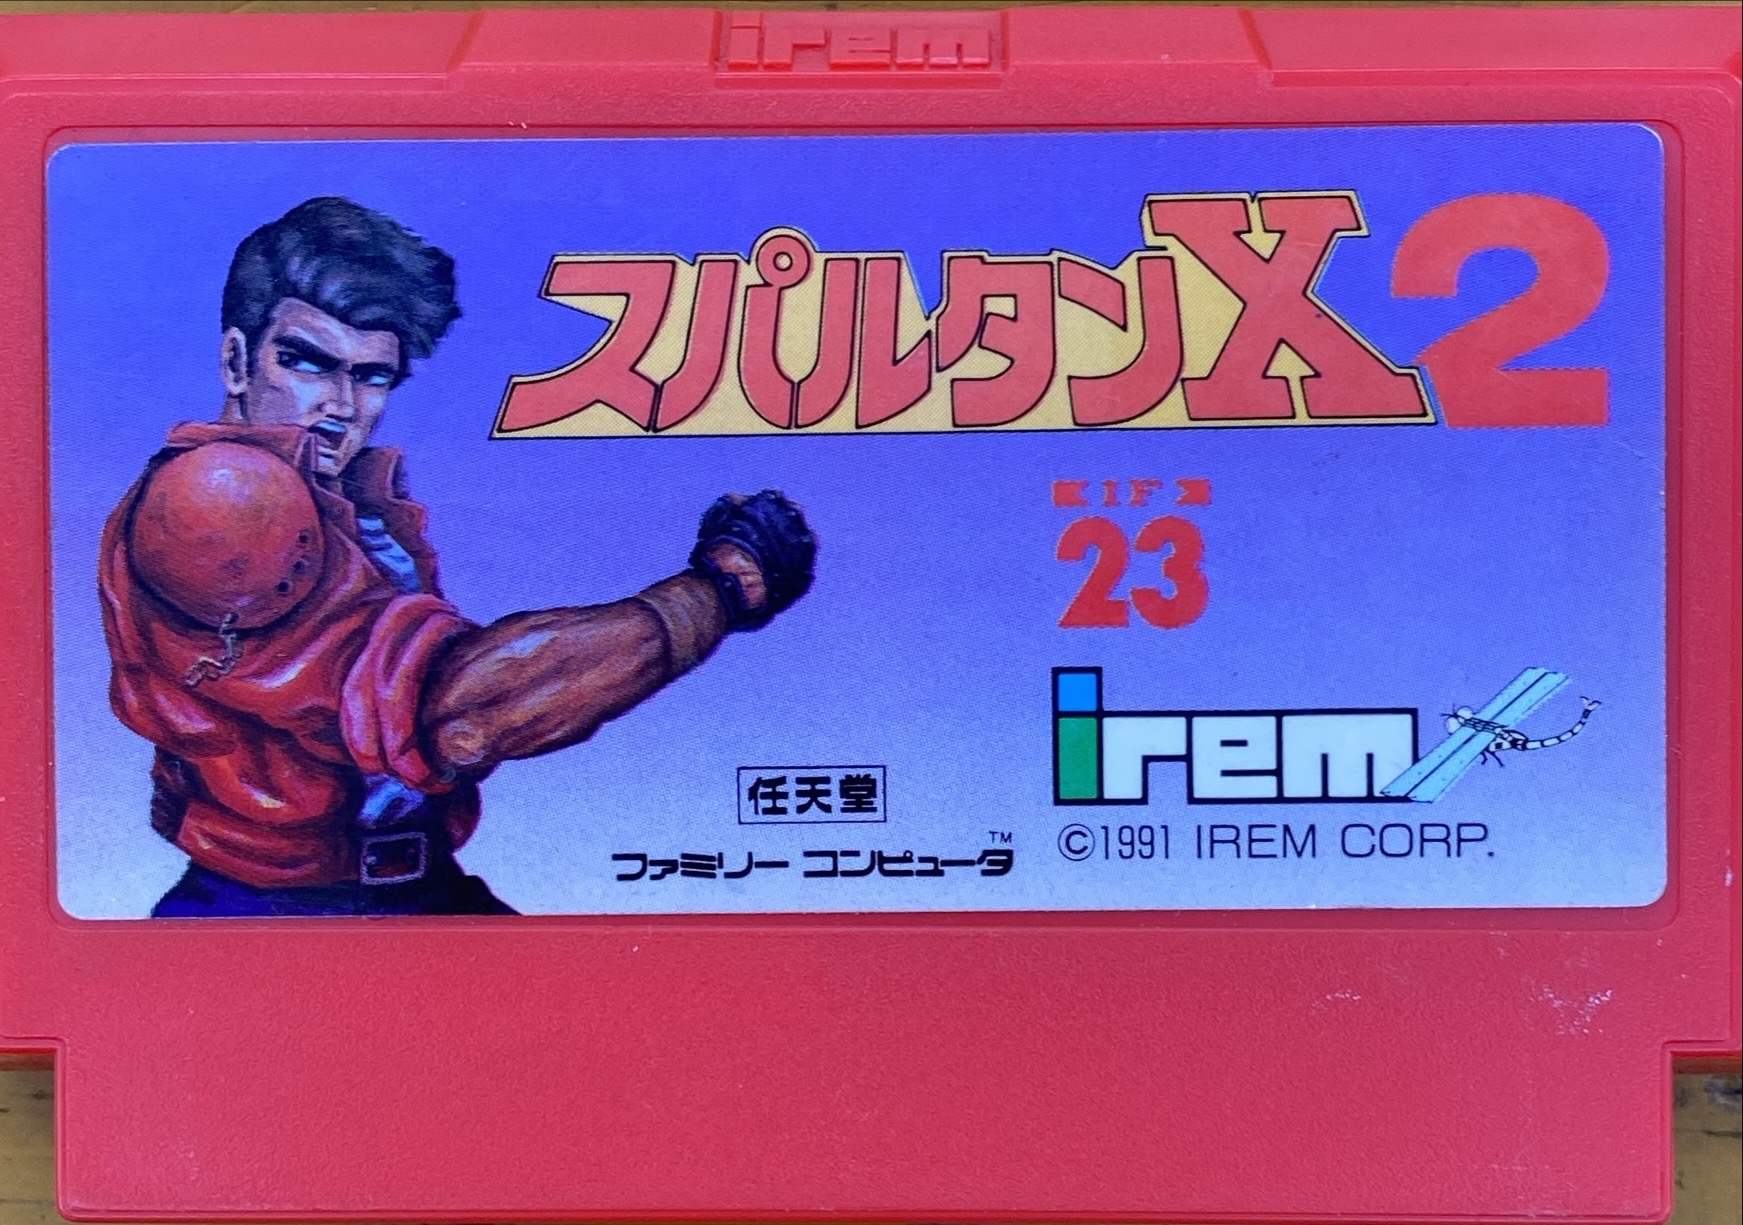 irem
スパルタンX2
IF
23
irem
任天堂
ファミリー コンピュータ™
©1991 IREM CORP.